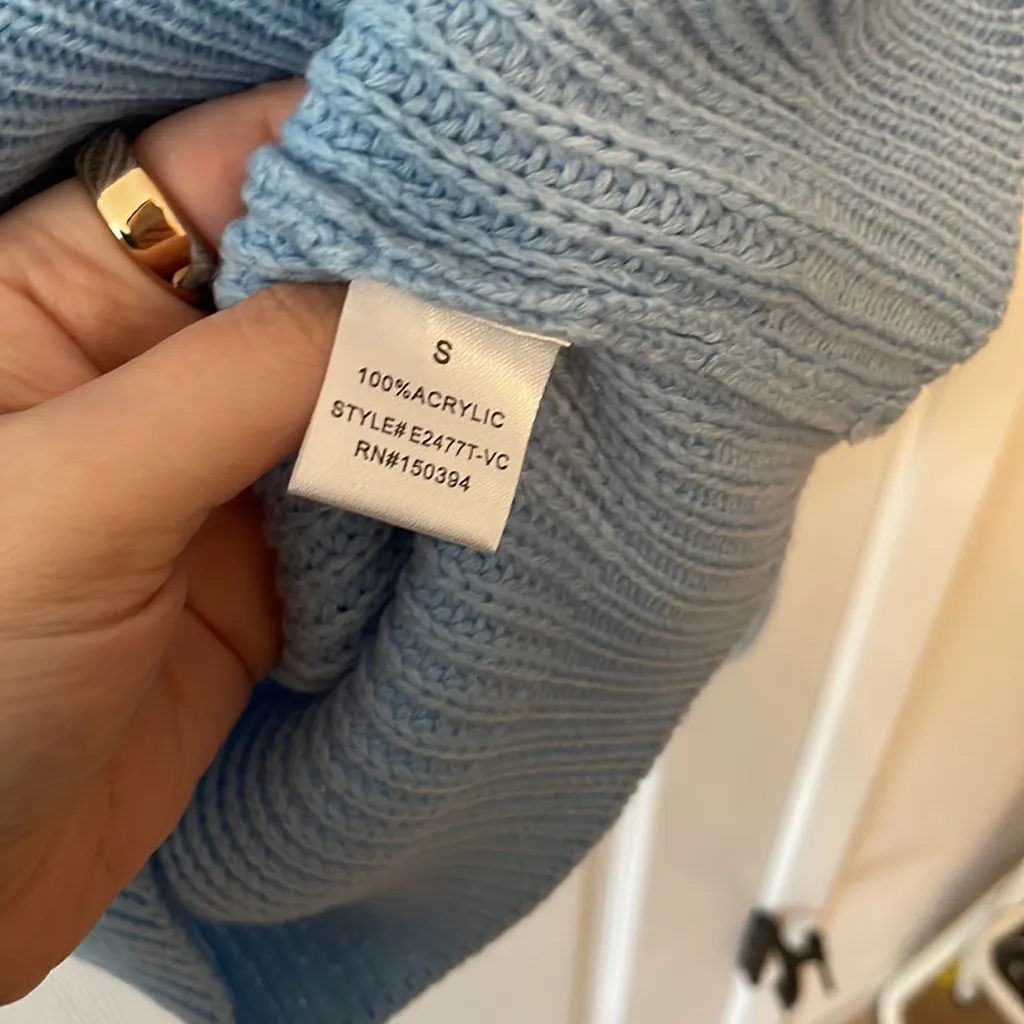 S
100%ACRYLIC
STYLE# E2477T-VC
RN#150394